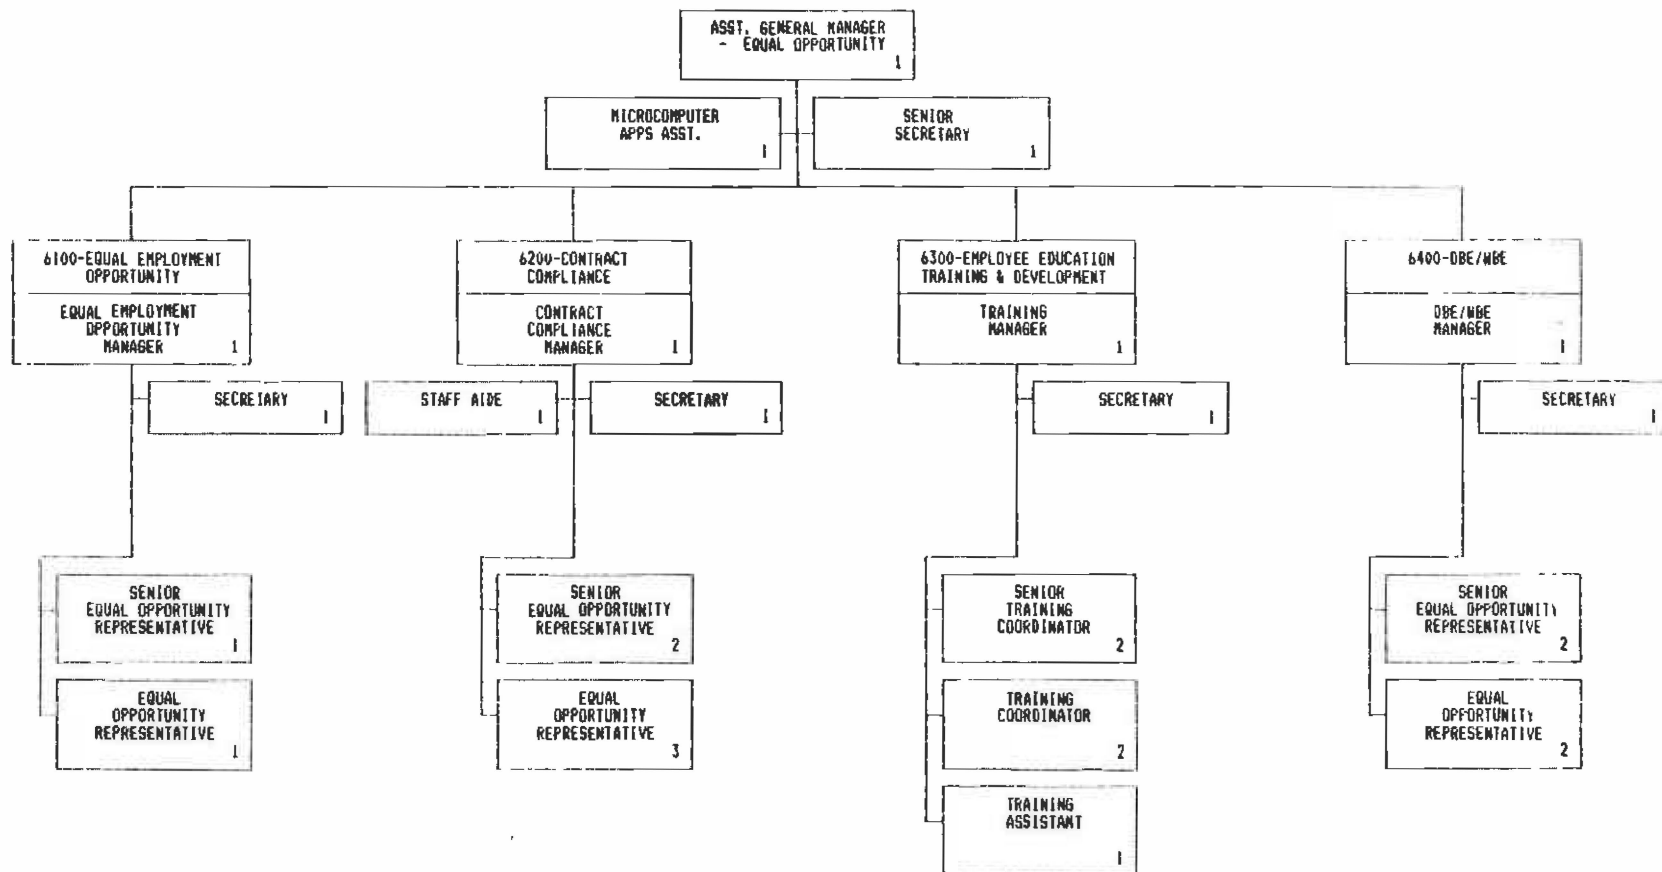 ASST. GENERAL MANAGER
- EQUAL OPPORTUNITY
1
MICROCOMPUTER
APPS ASST.
1
SENIOR
SECRETARY
1
6100-EQUAL EMPLOYMENT
OPPORTUNITY
EQUAL EMPLOYMENT
OPPORTUNITY
MANAGER 1
6200-CONTRACT
COMPLIANCE
CONTRACT
COMPLIANCE
MANAGER 1
6300-EMPLOYEE EDUCATION
TRAINING & DEVELOPMENT
TRAINING
MANAGER
1
6400-DBE/WBE
DBE/WBE
MANAGER
1
SECRETARY
1
STAFF AIDE
1
SECRETARY
1
SECRETARY
1
SECRETARY
1
SENIOR
EQUAL OPPORTUNITY
REPRESENTATIVE
1
EQUAL
OPPORTUNITY
REPRESENTATIVE
1
SENIOR
EQUAL OPPORTUNITY
REPRESENTATIVE
2
EQUAL
OPPORTUNITY
REPRESENTATIVE
3
SENIOR
TRAINING
COORDINATOR
2
TRAINING
COORDINATOR
2
TRAINING
ASSISTANT
1
SENIOR
EQUAL OPPORTUNITY
REPRESENTATIVE
2
EQUAL
OPPORTUNITY
REPRESENTATIVE
2